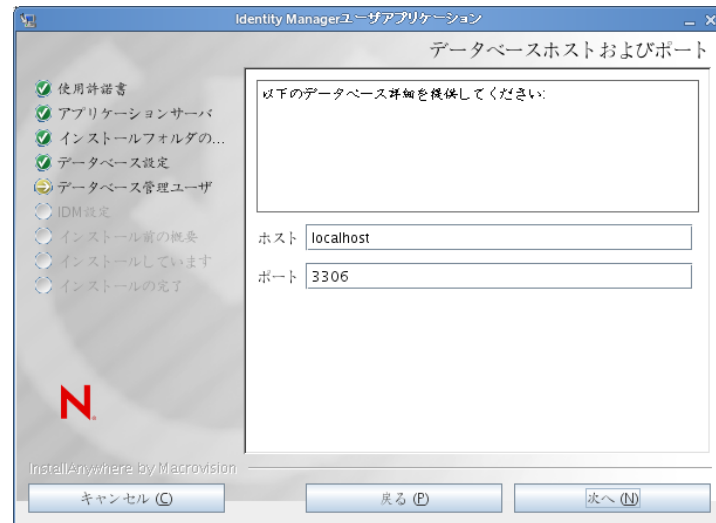 Identity Managerユーザアプリケーション
データベースホストおよびポート
使用許諾書
アプリケーションサーバ
インストールフォルダの...
データベース設定
データベース管理ユーザ
IDM設定
インストール前の概要
インストールしています
インストールの完了
以下のデータベース詳細を提供してください:
ホスト localhost
ポート 3306
N.
InstallAnywhere by Macrovision
キャンセル (C)
戻る (P)
次へ (N)